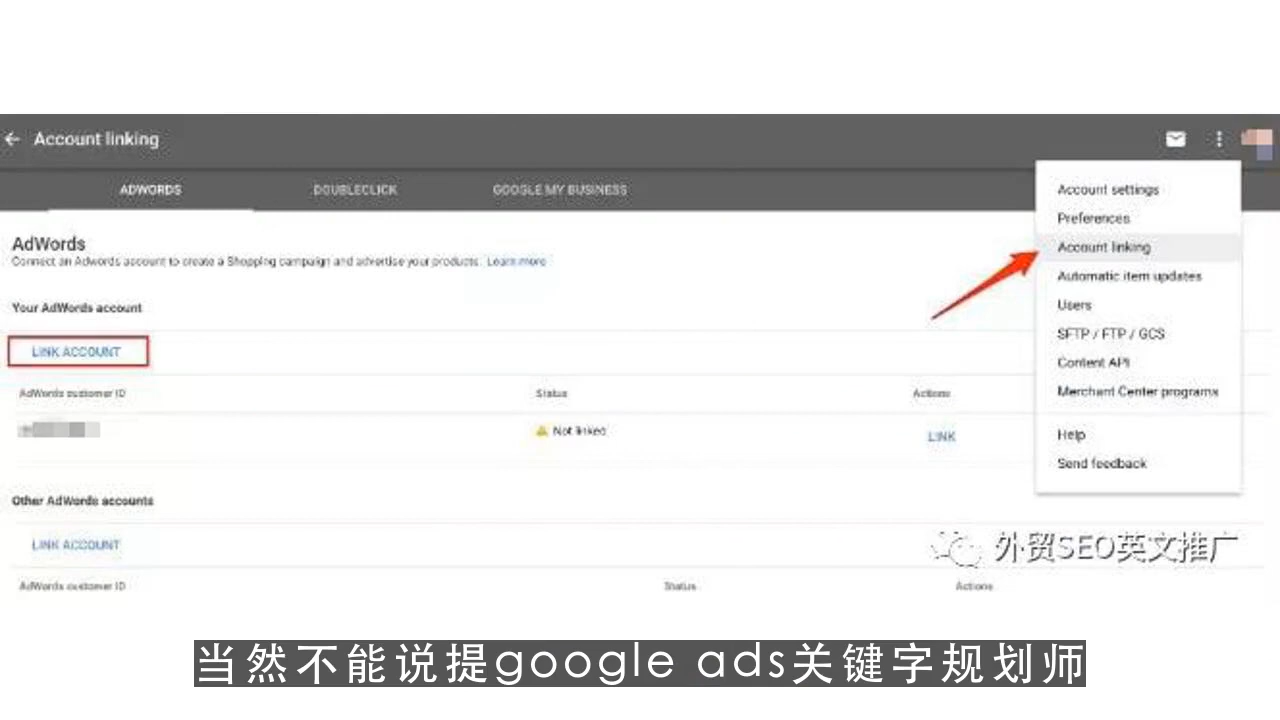 Account linking
ADWORDS
DOUBLECLICK
GOOGLE MY BUSINESS
Account settings
Preferences
Account linking
Automatic item updates
Users
SFTP / FTP / GCS
Content API
Merchant Center programs
Help
Send feedback
AdWords
Connect an Adwords account to create a Shopping campaign and advertise your products. Learn more
Your AdWords account
LINK ACCOUNT
AdWords customer ID
Status
Actions
Not linked
LINK
Other AdWords accounts
LINK ACCOUNT
AdWords customer ID
Status
Actions
外贸SEO英文推广
当然不能说提google ads关键字规划师